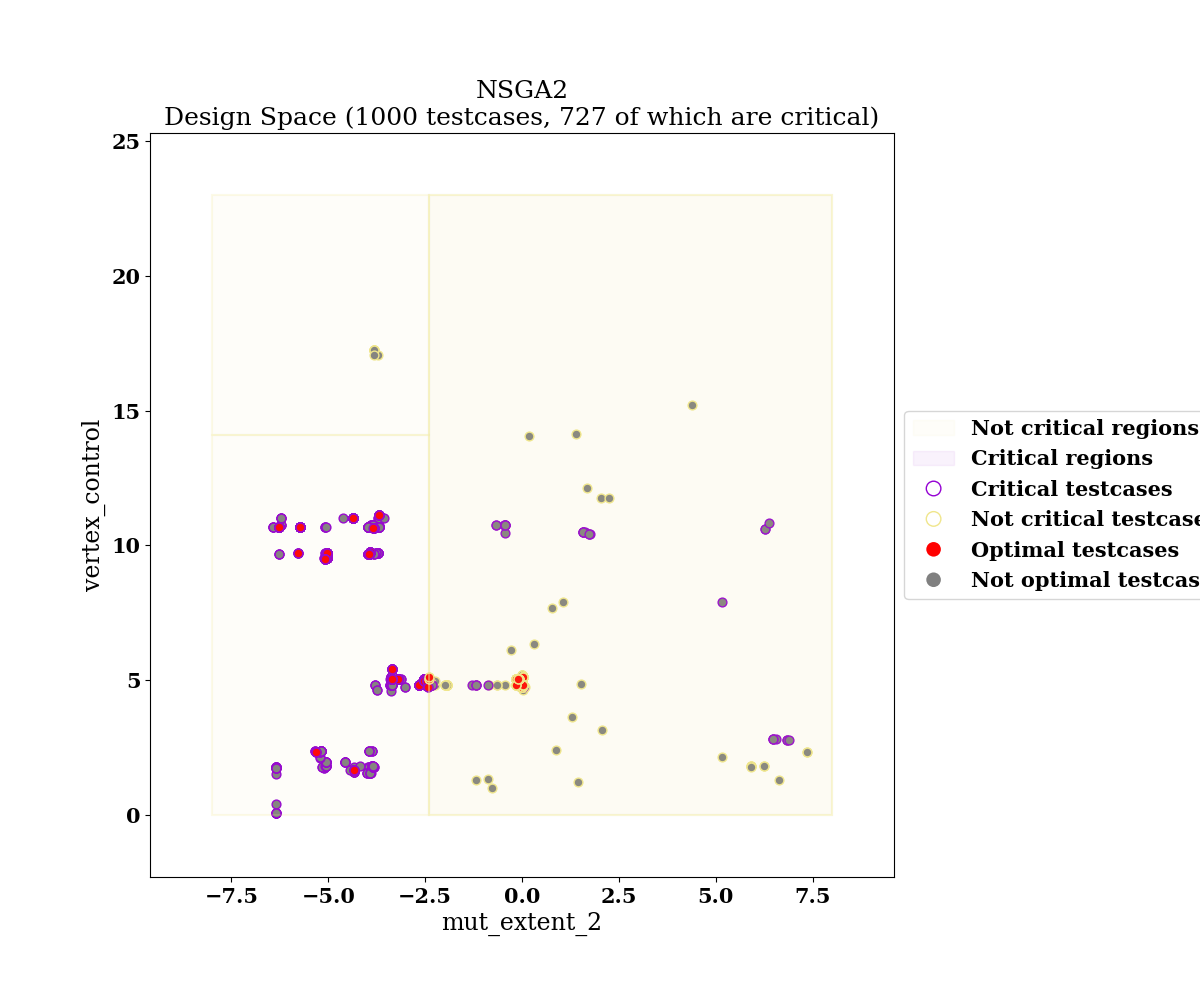 NSGA2
Design Space (1000 testcases, 727 of which are critical)
25
20
15
10
5
0
vertex_control
−7.5 −5.0 −2.5 0.0 2.5 5.0 7.5
mut_extent_2
Not critical regions
Critical regions
Critical testcases
Not critical testcase
Optimal testcases
Not optimal testcas